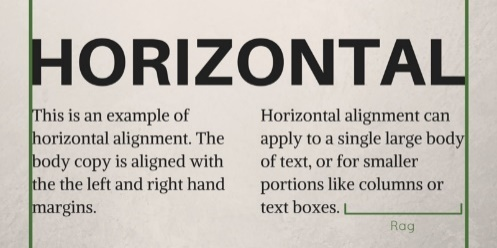 HORIZONTAL
This is an example of
horizontal alignment. The
body copy is aligned with
the the left and right hand
margins.
Horizontal alignment can
apply to a single large body
of text, or for smaller
portions like columns or
text boxes.
Rag